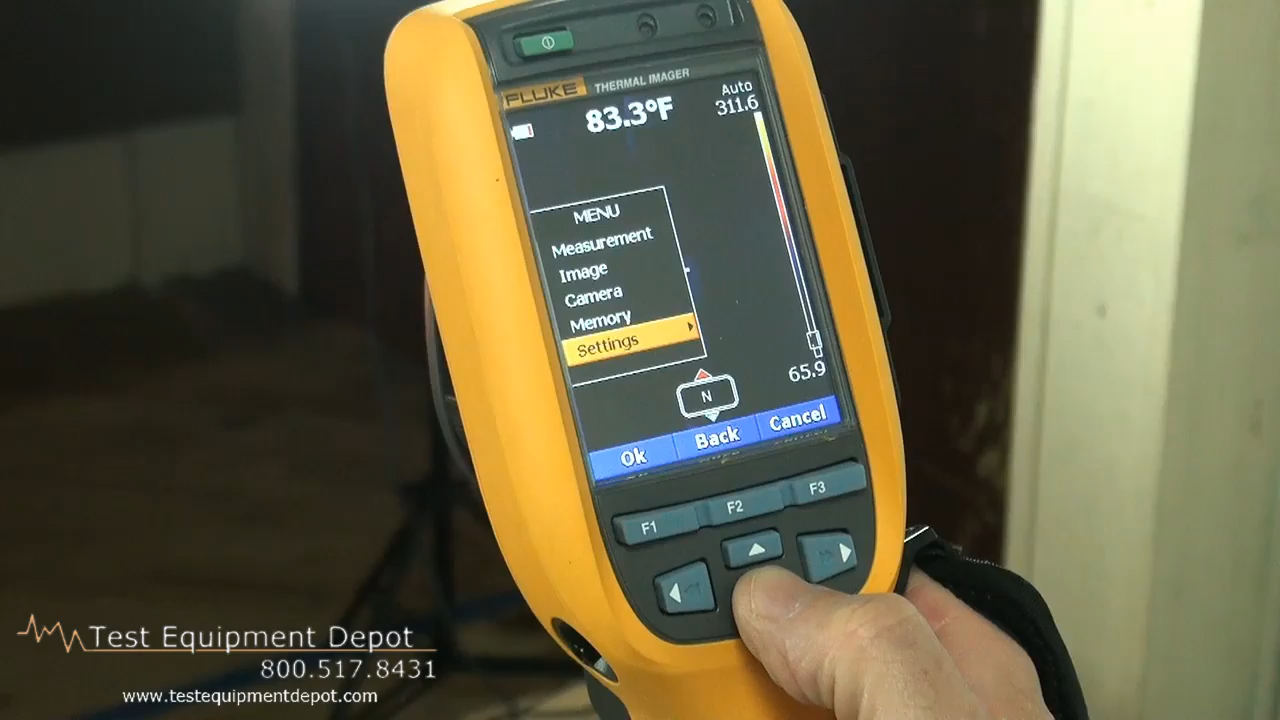 FLUKE THERMAL IMAGER
83.3°F
Auto
311.6
MENU
Measurement
Image
Camera
Memory
Settings
65.9
N
Ok Back Cancel
F1 F2 F3
Test Equipment Depot
800.517.8431
www.testequipmentdepot.com